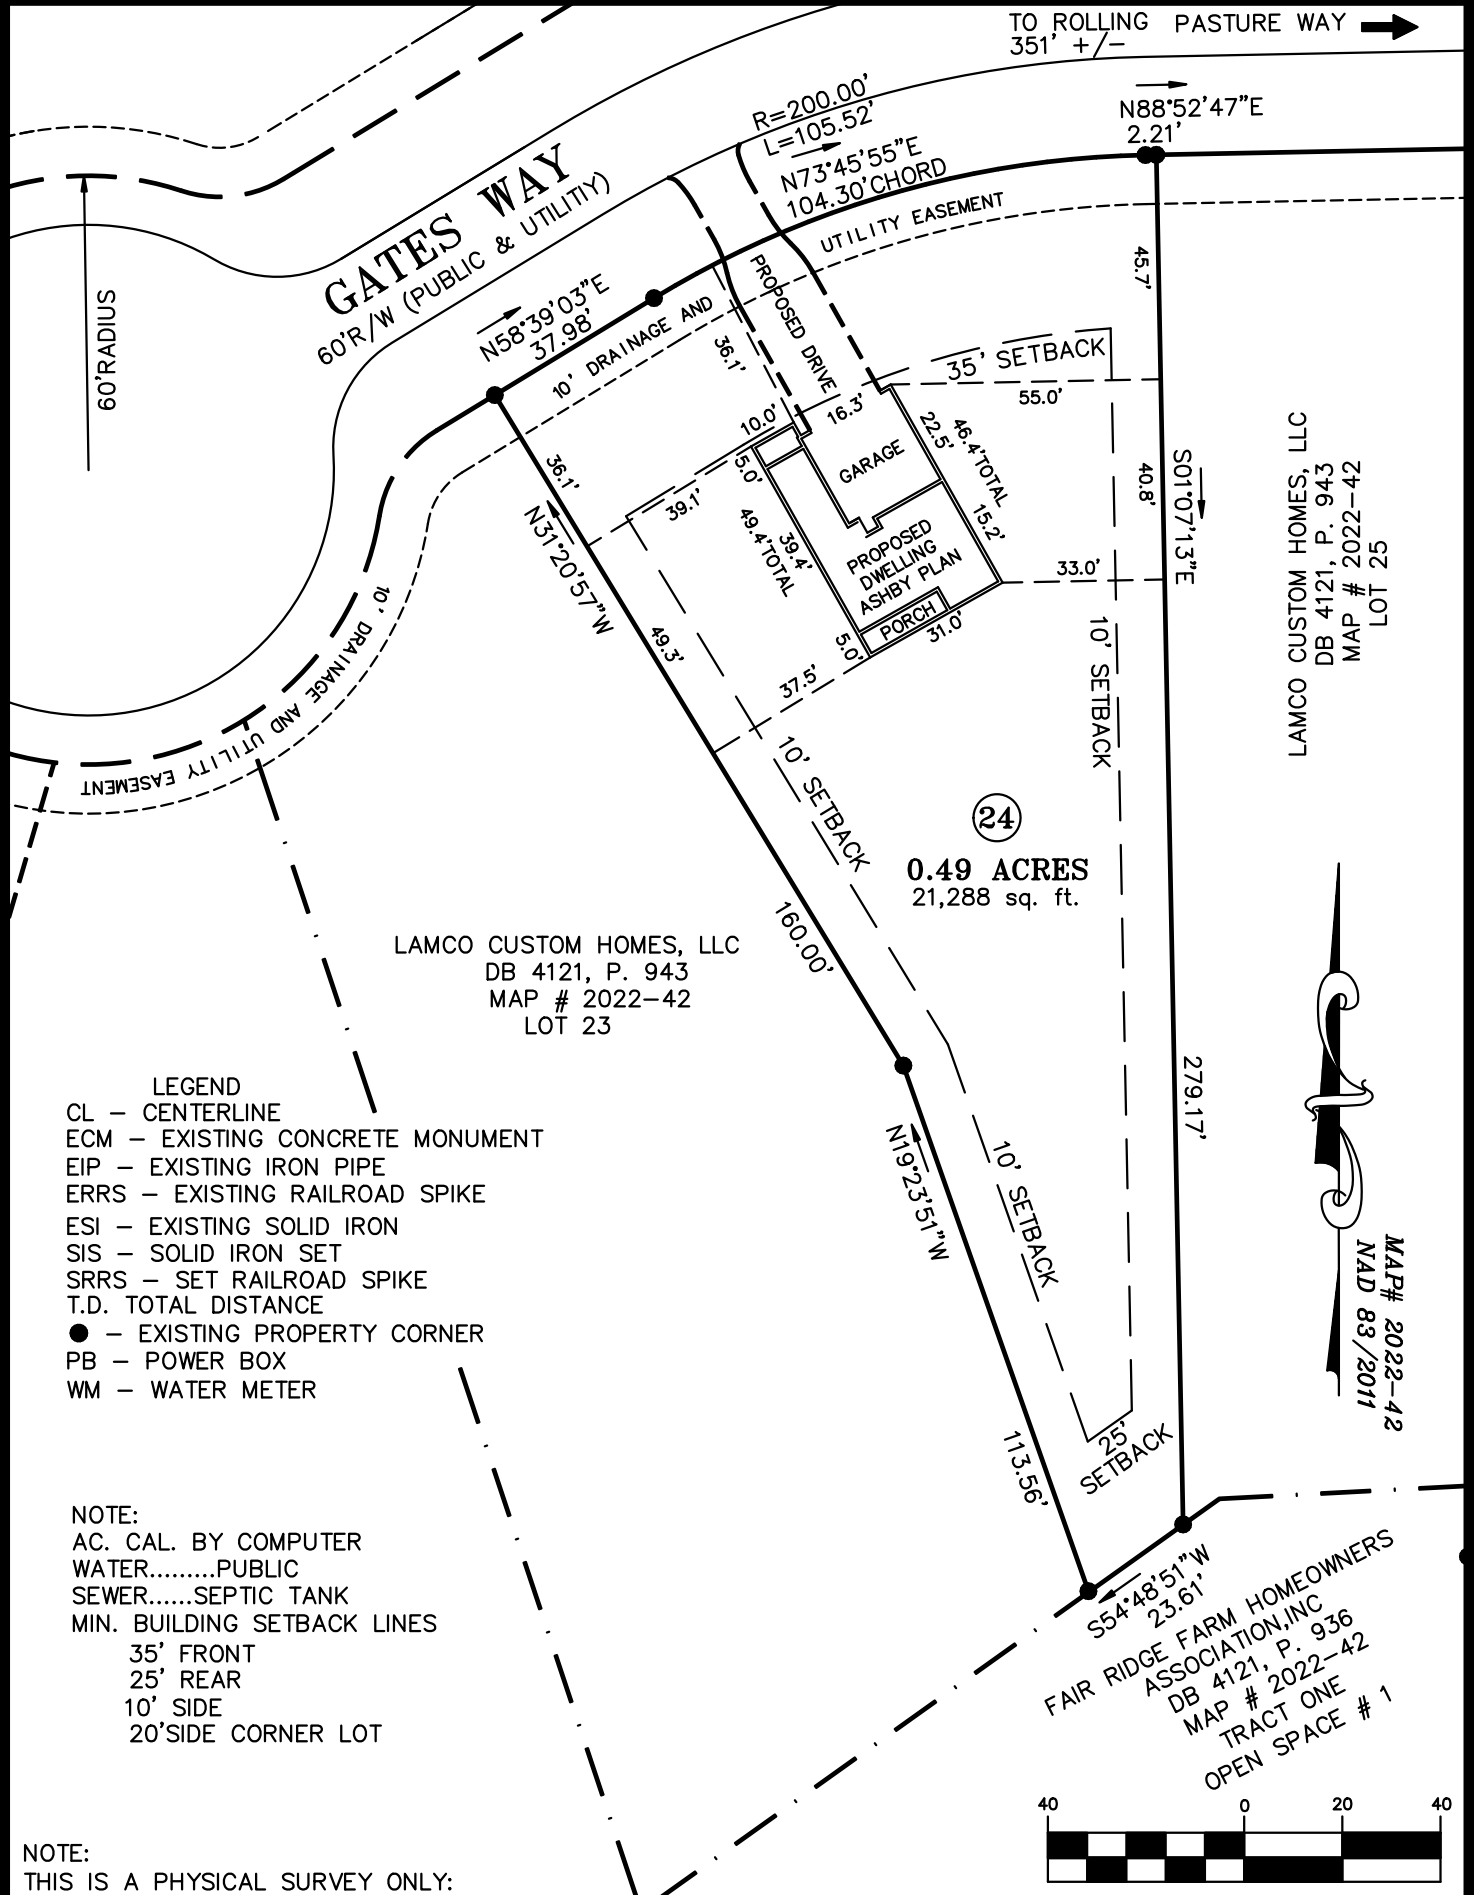 TO ROLLING PASTURE WAY
351' +/-
N88°52'47"E
2.21'
R=200.00'
L=105.52'
N73°45'55"E
104.30'CHORD
GATES WAY
60'R/W (PUBLIC & UTILITIY)
60'RADIUS
N58°39'03"E
37.98'
10' DRAINAGE AND
UTILITY EASEMENT
PROPOSED DRIVE
36.1'
45.7'
35' SETBACK
55.0'
10.0'
16.3'
22.5'
46.4'TOTAL
GARAGE
5.0'
39.1'
36.1'
N31°20'57"W
40.8'
S01°07'13"E
39.4'
49.4'TOTAL
15.2'
PROPOSED
DWELLING
ASHBY PLAN
PORCH
31.0'
5.0'
33.0'
49.3'
37.5'
10' DRAINAGE AND UTILITY EASEMENT
10' SETBACK
10' SETBACK
LAMCO CUSTOM HOMES, LLC
DB 4121, P. 943
MAP # 2022-42
LOT 25
24
0.49 ACRES
21,288 sq. ft.
160.00'
LAMCO CUSTOM HOMES, LLC
DB 4121, P. 943
MAP # 2022-42
LOT 23
279.17'
N19°23'51"W
10' SETBACK
MAP# 2022-42
NAD 83/2011
113.56'
25'
SETBACK
LEGEND
CL - CENTERLINE
ECM - EXISTING CONCRETE MONUMENT
EIP - EXISTING IRON PIPE
ERRS - EXISTING RAILROAD SPIKE
ESI - EXISTING SOLID IRON
SIS - SOLID IRON SET
SRRS - SET RAILROAD SPIKE
T.D. TOTAL DISTANCE
● - EXISTING PROPERTY CORNER
PB - POWER BOX
WM - WATER METER
NOTE:
AC. CAL. BY COMPUTER
WATER.........PUBLIC
SEWER......SEPTIC TANK
MIN. BUILDING SETBACK LINES
35' FRONT
25' REAR
10' SIDE
20'SIDE CORNER LOT
S54°48'51"W
23.61'
FAIR RIDGE FARM HOMEOWNERS
ASSOCIATION,INC
DB 4121, P. 936
MAP # 2022-42
TRACT ONE
OPEN SPACE # 1
40 0 20 40
NOTE:
THIS IS A PHYSICAL SURVEY ONLY: